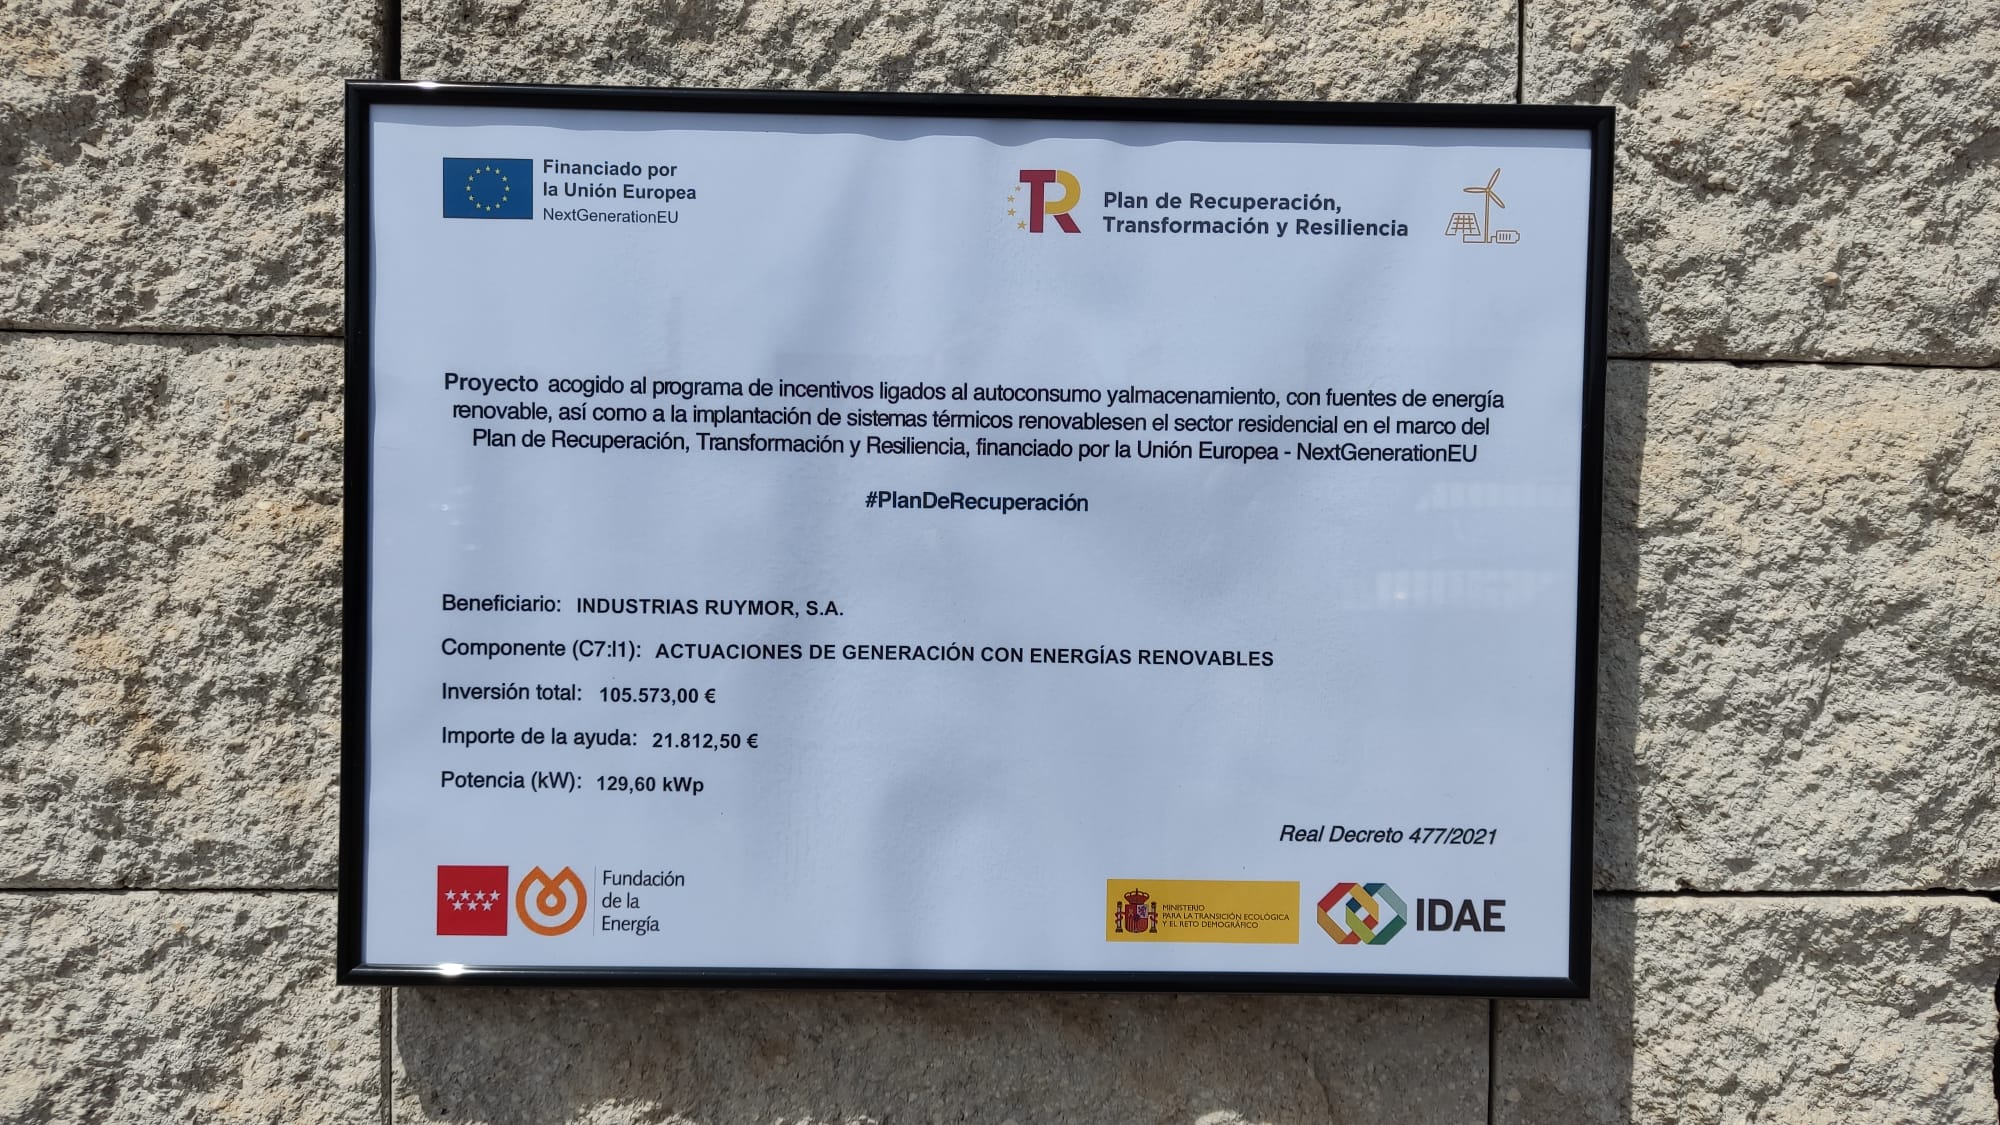 Financiado por
la Unión Europea
NextGenerationEU
TR
Plan de Recuperación,
Transformación y Resiliencia
Proyecto acogido al programa de incentivos ligados al autoconsumo yalmacenamiento, con fuentes de energía
renovable, así como a la implantación de sistemas térmicos renovablesen el sector residencial en el marco del
Plan de Recuperación, Transformación y Resiliencia, financiado por la Unión Europea - NextGenerationEU
#PlanDeRecuperación
Beneficiario: INDUSTRIAS RUYMOR, S.A.
Componente (C7:I1): ACTUACIONES DE GENERACIÓN CON ENERGÍAS RENOVABLES
Inversión total: 105.573,00 €
Importe de la ayuda: 21.812,50 €
Potencia (kW): 129,60 kWp
Real Decreto 477/2021
Fundación
de la
Energía
MINISTERIO
PARA LA TRANSICIÓN ECOLÓGICA
Y EL RETO DEMOGRÁFICO
IDAE